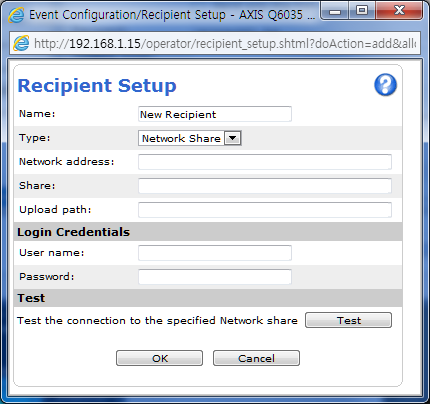 Event Configuration/Recipient Setup - AXIS Q6035 ...
http://192.168.1.15/operator/recipient_setup.shtml?doAction=add&all
Recipient Setup
Name: New Recipient
Type: Network Share
Network address:
Share:
Upload path:
Login Credentials
User name:
Password:
Test
Test the connection to the specified Network share Test
OK Cancel